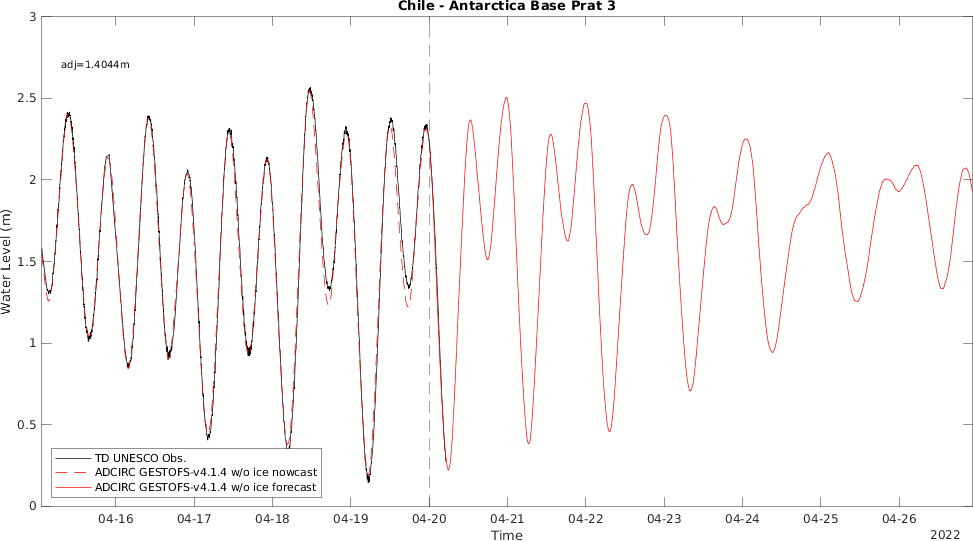 Chile - Antarctica Base Prat 3
adj=1.4044m
3
2.5
2
1.5
1
0.5
0
Water Level (m)
TD UNESCO Obs.
ADCIRC GESTOFS-v4.1.4 w/o ice nowcast
ADCIRC GESTOFS-v4.1.4 w/o ice forecast
04-16 04-17 04-18 04-19 04-20 04-21 04-22 04-23 04-24 04-25 04-26
Time
2022